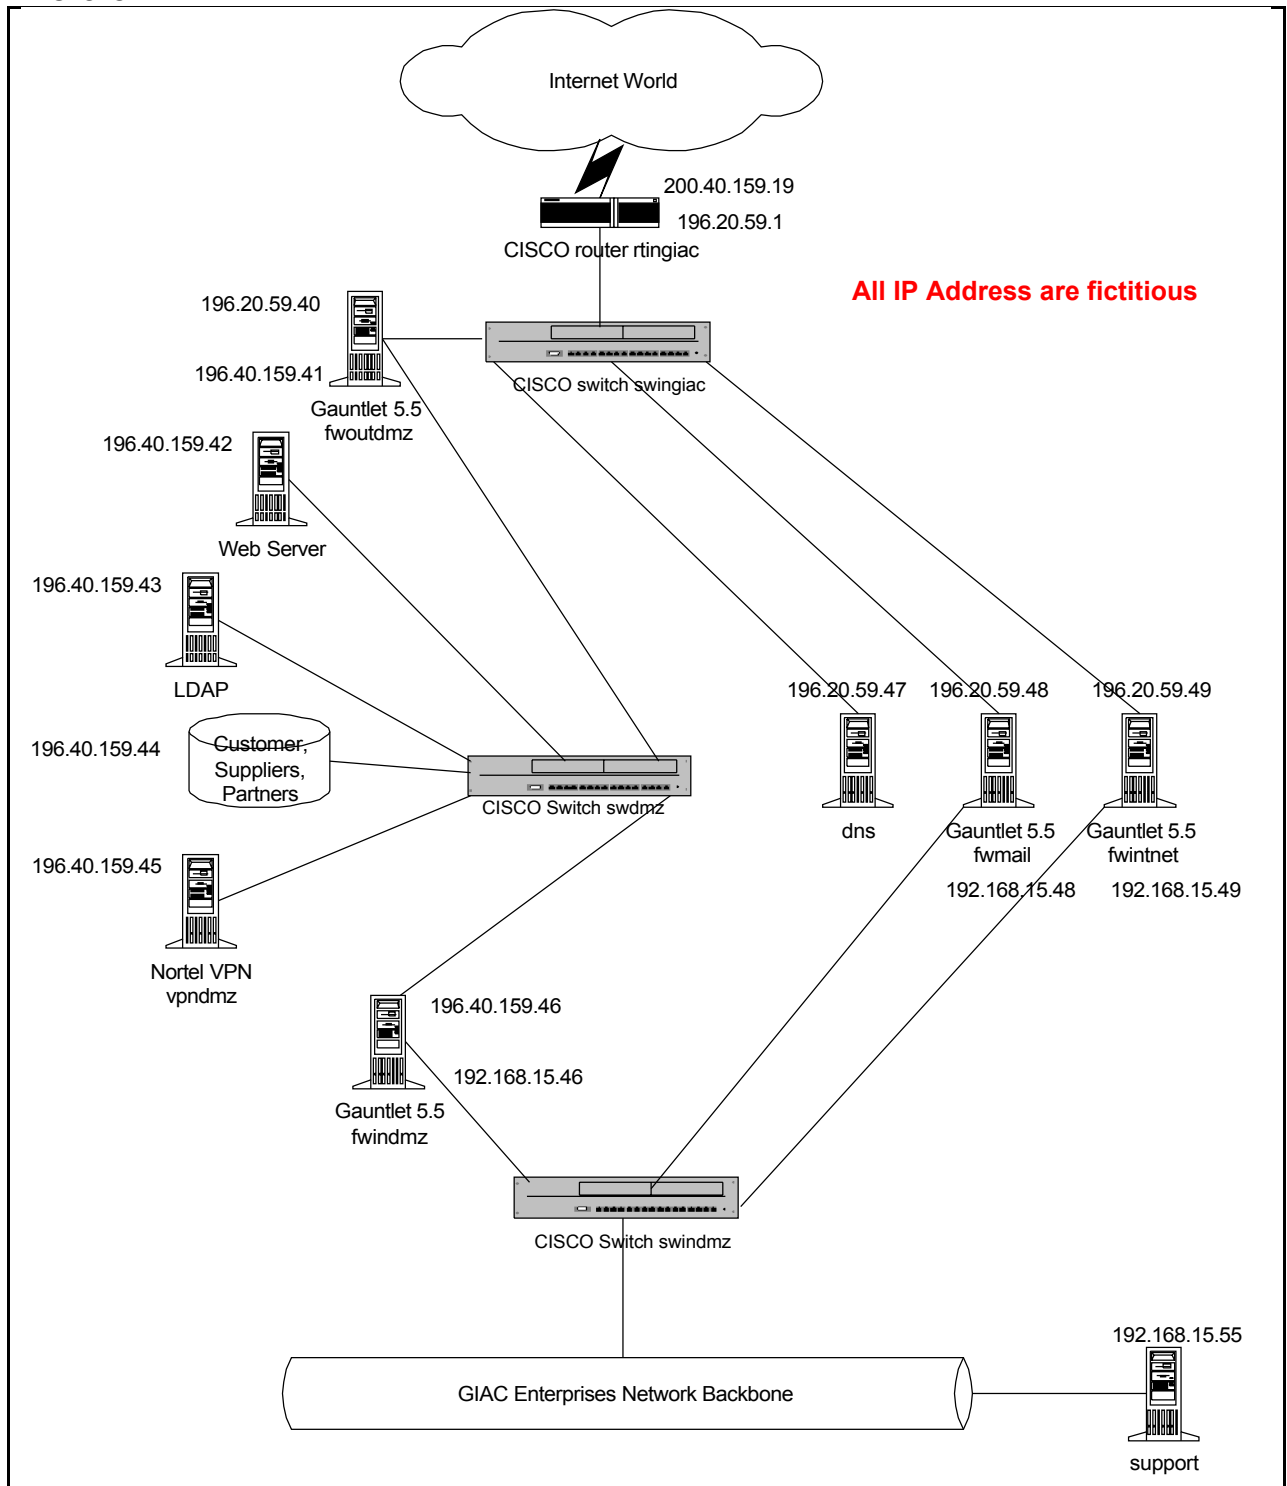 Internet World
200.40.159.19
196.20.59.1
CISCO router rtingiac
All IP Address are fictitious
196.20.59.40
196.40.159.41
CISCO switch swingiac
Gauntlet 5.5
fwoutdmz
196.40.159.42
Web Server
196.40.159.43
LDAP
196.20.59.47
196.20.59.48
196.20.59.49
196.40.159.44
Customer,
Suppliers,
Partners
CISCO Switch swdmz
dns
Gauntlet 5.5
fwmail
192.168.15.48
Gauntlet 5.5
fwintnet
192.168.15.49
196.40.159.45
Nortel VPN
vpndmz
196.40.159.46
192.168.15.46
Gauntlet 5.5
fwindmz
CISCO Switch swindmz
192.168.15.55
GIAC Enterprises Network Backbone
support